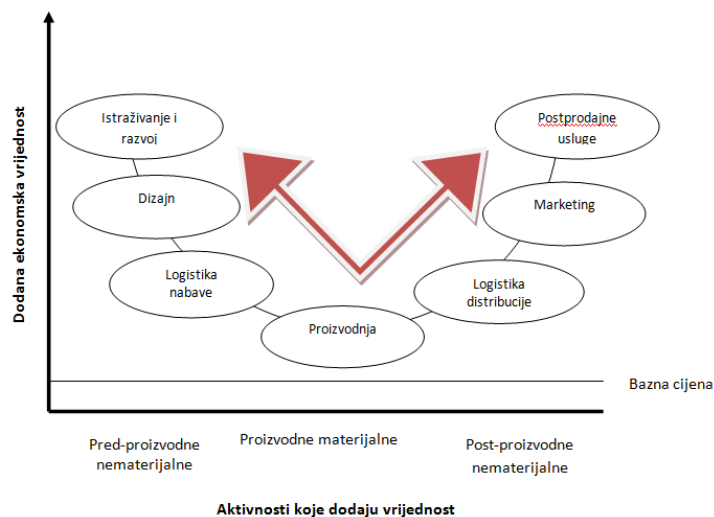 Dodana ekonomska vrijednost
Istraživanje i
razvoj
Dizajn
Logistika
nabave
Proizvodnja
Logistika
distribucije
Marketing
Postprodajne
usluge
Bazna cijena
Pred-proizvodne
nematerijalne
Proizvodne materijalne
Post-proizvodne
nematerijalne
Aktivnosti koje dodaju vrijednost